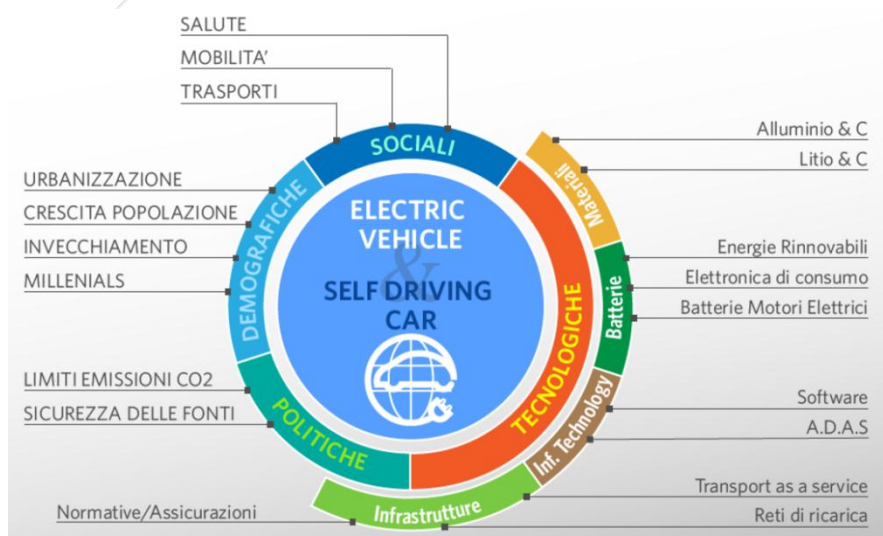 SALUTE
MOBILITA'
TRASPORTI
SOCIALI
URBANIZZAZIONE
CRESCITA POPOLAZIONE
INVECCHIAMENTO
MILLENIALS
DEMOGRAFICHE
LIMITI EMISSIONI CO2
SICUREZZA DELLE FONTI
POLITICHE
ELECTRIC
VEHICLE
&
SELF DRIVING
CAR
TECNOLOGICHE
Materiali
Alluminio & C
Litio & C
Batterie
Energie Rinnovabili
Elettronica di consumo
Batterie Motori Elettrici
Inf. Technology
Software
A.D.A.S
Infrastrutture
Transport as a service
Reti di ricarica
Normative/Assicurazioni